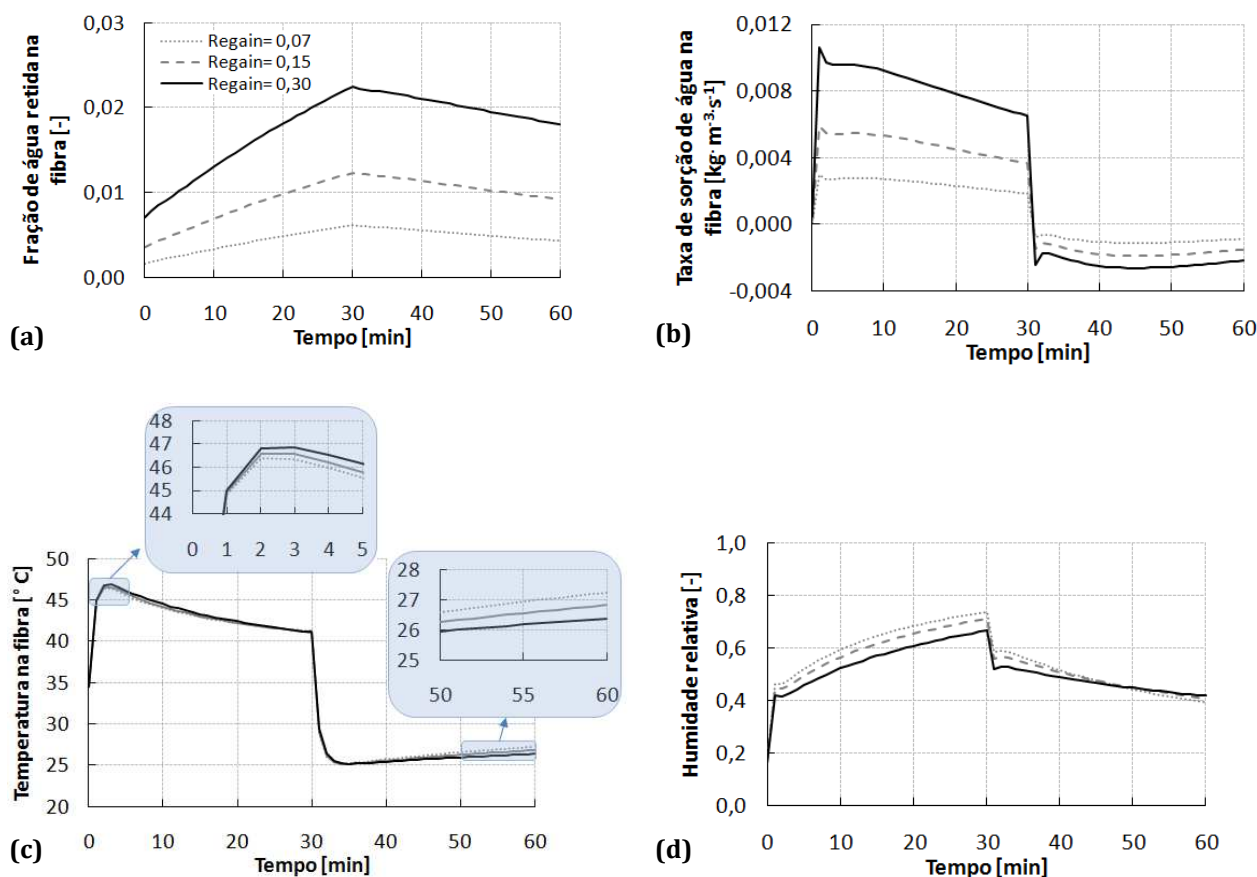 0,03
0,02
0,01
0,00
Fração de água retida na
fibra [-]
Regain= 0,07
Regain= 0,15
Regain= 0,30
0 10 20 30 40 50 60
Tempo [min]
(a)
0,012
0,008
0,004
0,000
-0,004
Taxa de sorção de água na
fibra [kg· m⁻³·s⁻¹]
0 10 20 30 40 50 60
Tempo [min]
(b)
48
47
46
45
44
0 1 2 3 4 5
28
27
26
25
50 55 60
50
45
40
35
30
25
20
Temperatura na fibra [°C]
0 10 20 30 40 50 60
Tempo [min]
(c)
1,0
0,8
0,6
0,4
0,2
0,0
Humidade relativa [-]
0 10 20 30 40 50 60
Tempo [min]
(d)